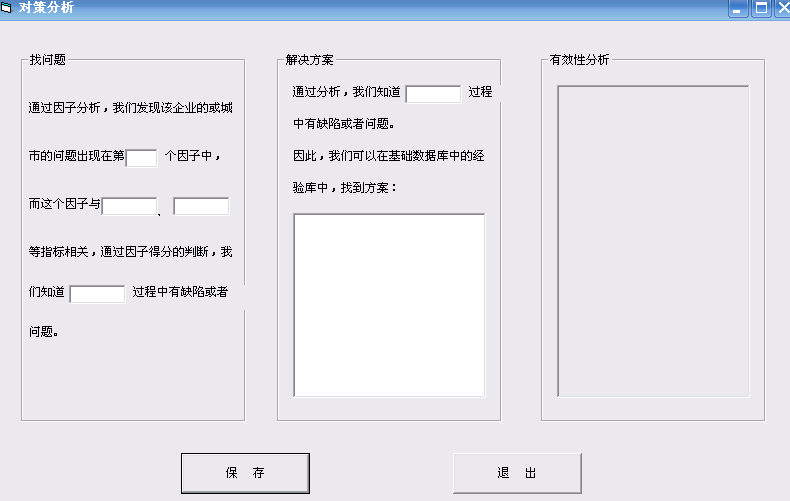 对策分析
找问题
通过因子分析，我们发现该企业的或城
市的问题出现在第 个因子中，
而这个因子与 、
等指标相关，通过因子得分的判断，我
们知道 过程中有缺陷或者
问题。
解决方案
通过分析，我们知道 过程
中有缺陷或者问题。
因此，我们可以在基础数据库中的经
验库中，找到方案：
有效性分析
保 存
退 出